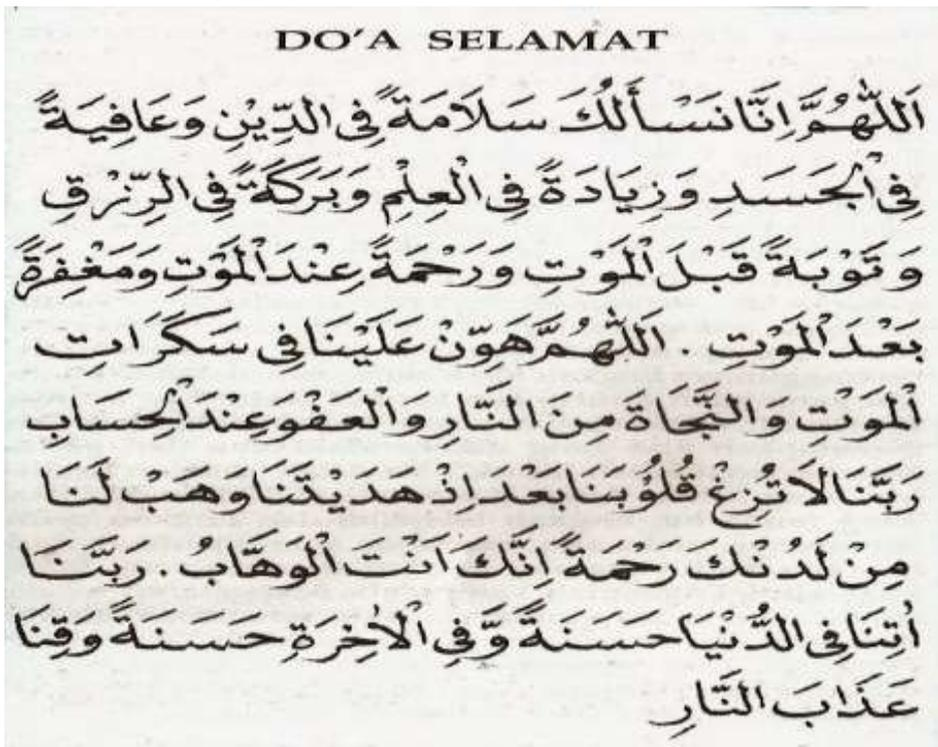 DO'A SELAMAT
اَللّٰهُمَّ اِنَّا نَسْأَلُكَ سَلَامَةً فِى الدِّيْنِ وَعَافِيَةً
فِى الْجَسَدِ وَزِيَادَةً فِى الْعِلْمِ وَبَرَكَةً فِى الرِّزْقِ
وَتَوْبَةً قَبْلَ الْمَوْتِ وَرَحْمَةً عِنْدَ الْمَوْتِ وَمَغْفِرَةً
بَعْدَ الْمَوْتِ . اَللّٰهُمَّ هَوِّنْ عَلَيْنَا فِى سَكَرَاتِ
الْمَوْتِ وَالنَّجَاةَ مِنَ النَّارِ وَالْعَفْوَ عِنْدَ الْحِسَابِ
رَبَّنَا لَا تُزِغْ قُلُوْبَنَا بَعْدَ اِذْ هَدَيْتَنَا وَهَبْ لَنَا
مِنْ لَدُنْكَ رَحْمَةً اِنَّكَ اَنْتَ الْوَهَّابُ . رَبَّنَا
اٰتِنَا فِى الدُّنْيَا حَسَنَةً وَّفِى الْاٰخِرَةِ حَسَنَةً وَقِنَا
عَذَابَ النَّارِ